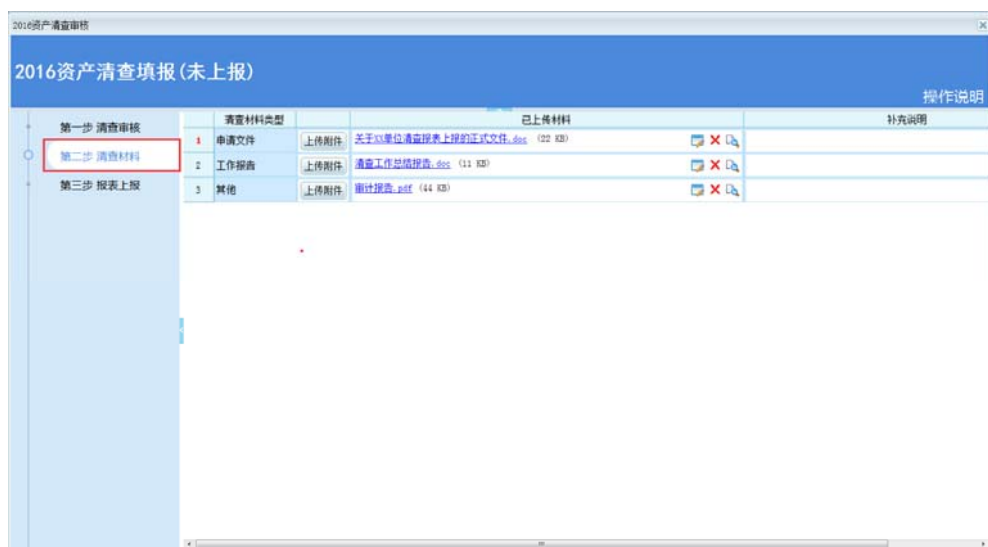 2016资产清查审核
2016资产清查填报(未上报)
操作说明
第一步 清查审核
第二步 清查材料
第三步 报表上报
清查材料类型 已上传材料 补充说明
1 申请文件 上传附件 关于XX单位清查报表上报的正式文件.doc (22 KB)
2 工作报告 上传附件 清查工作总结报告.doc (11 KB)
3 其他 上传附件 审计报告.pdf (44 KB)